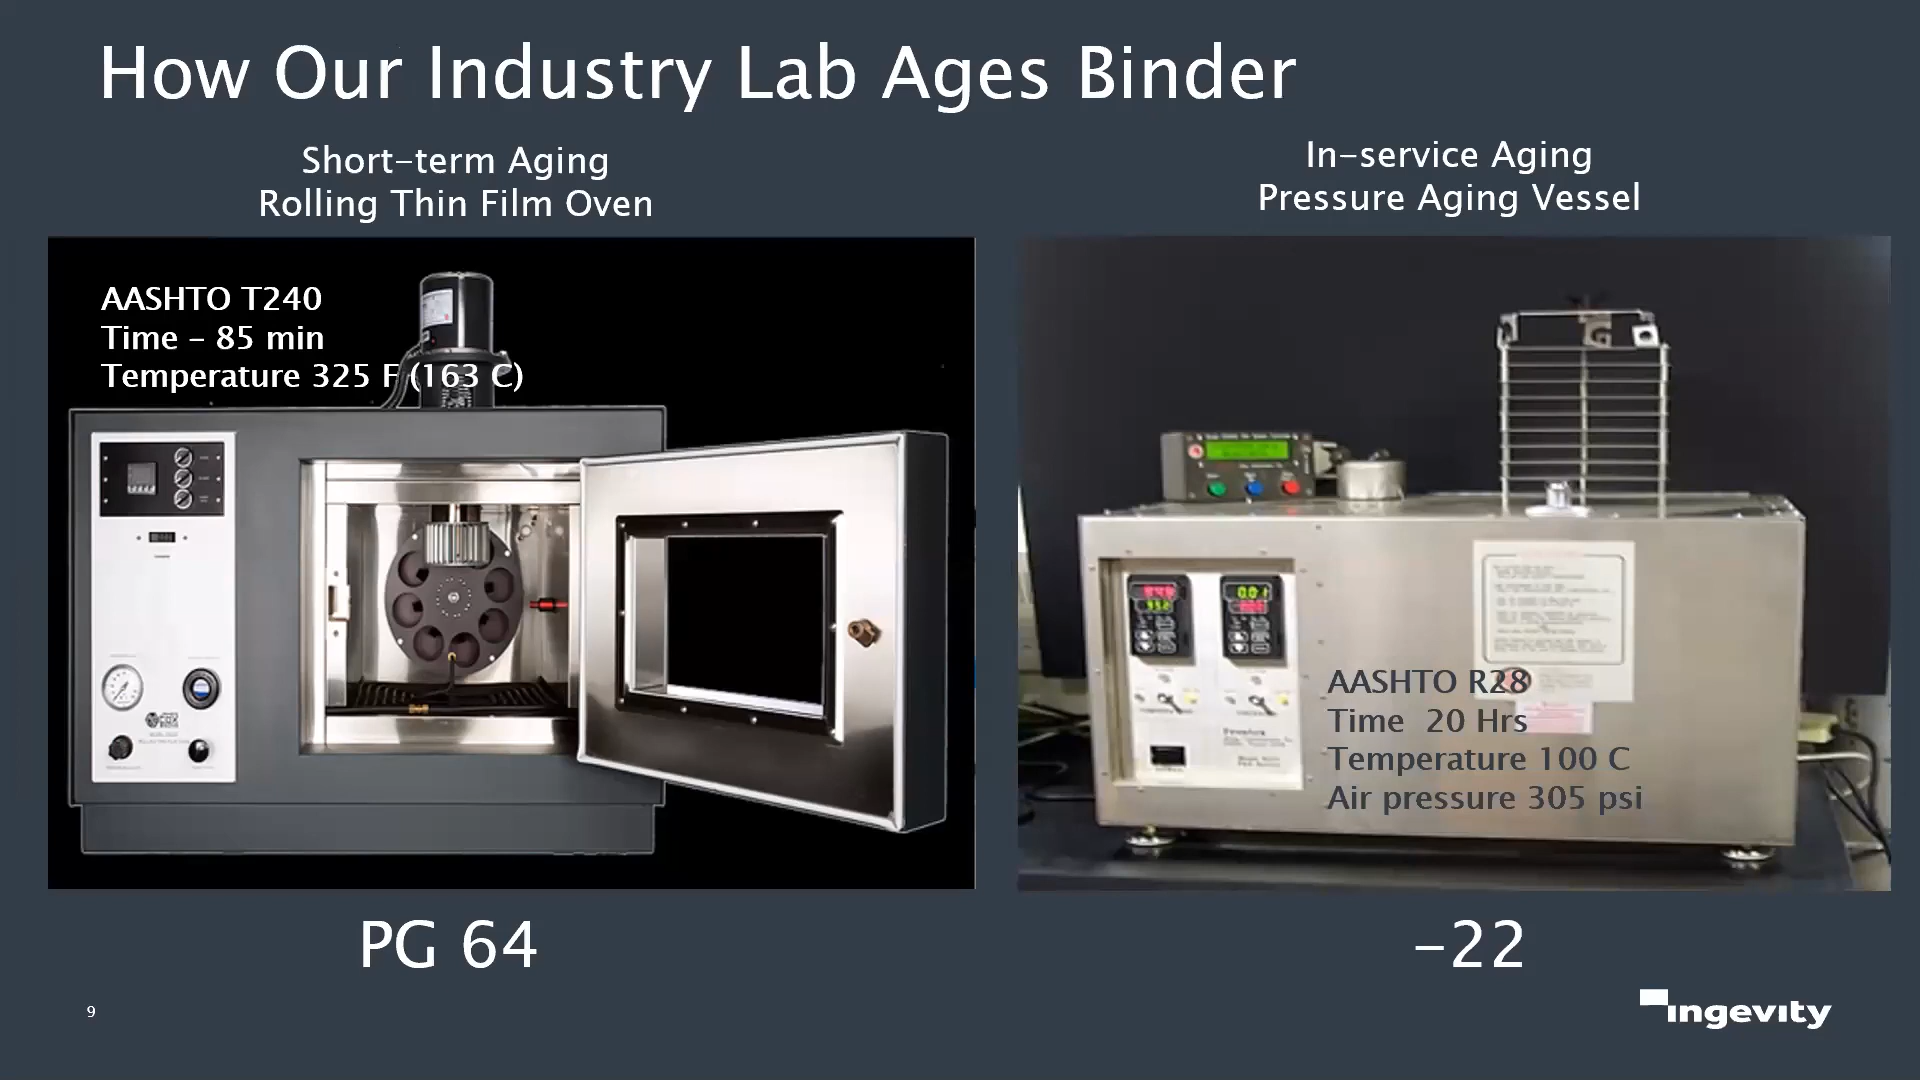 How Our Industry Lab Ages Binder
Short-term Aging
Rolling Thin Film Oven
In-service Aging
Pressure Aging Vessel
AASHTO T240
Time – 85 min
Temperature 325 F (163 C)
AASHTO R28
Time 20 Hrs
Temperature 100 C
Air pressure 305 psi
PG 64
-22
9
ingevity